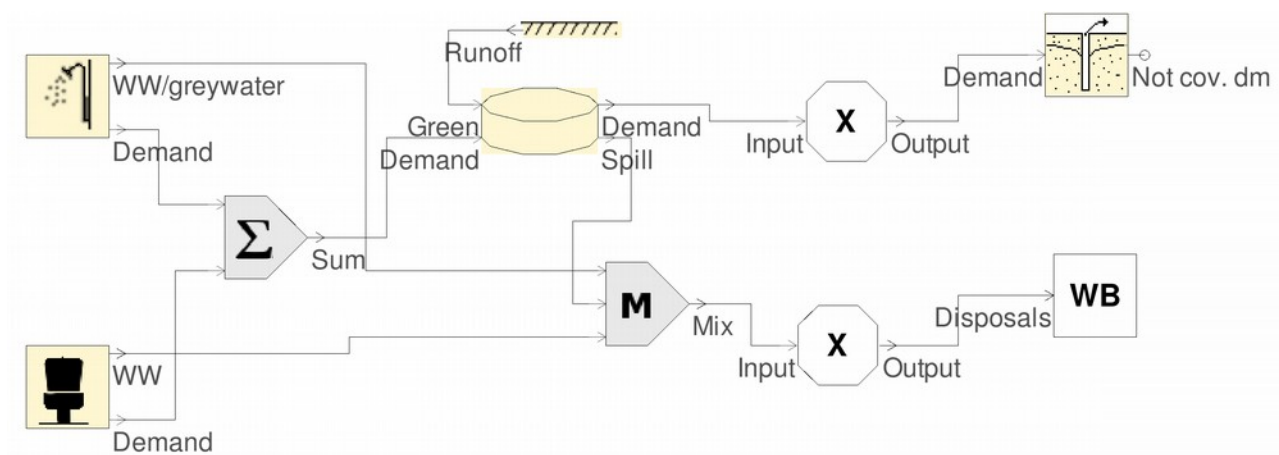 Runoff
WW/greywater
Demand
Green
Demand
Demand
Spill
Input
X
Output
Demand
Not cov. dm
Σ
Sum
M
Mix
Input
X
Output
Disposals
WB
WW
Demand